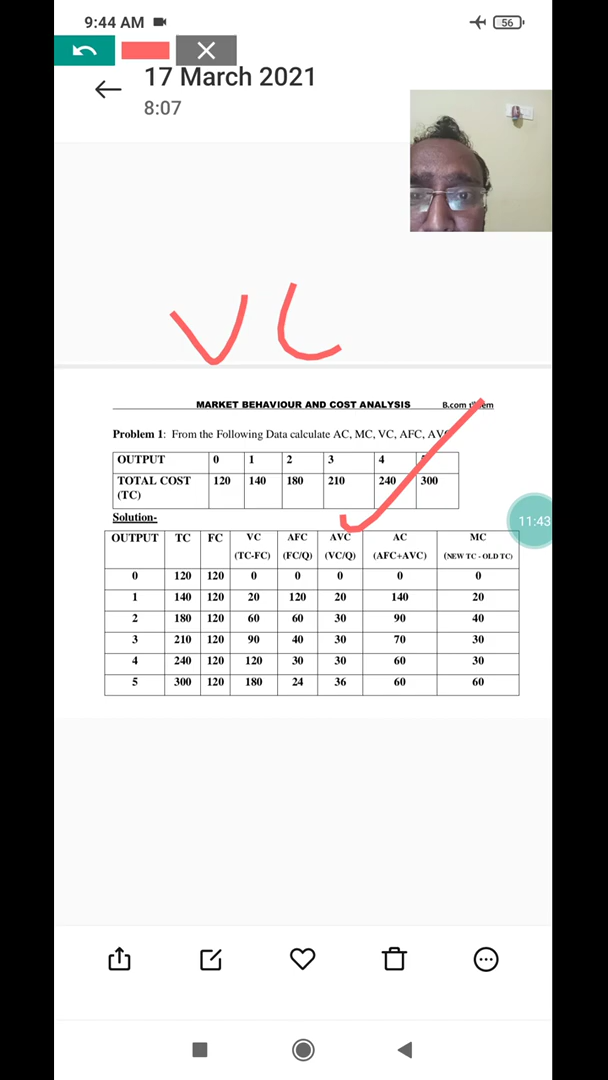 9:44 AM 56
17 March 2021
8:07
V C
MARKET BEHAVIOUR AND COST ANALYSIS B.com
Problem 1: From the Following Data calculate AC, MC, VC, AFC, AVC
OUTPUT 0 1 2 3 4
TOTAL COST (TC) 120 140 180 210 240 300
11:43
Solution-
OUTPUT TC FC VC (TC-FC) AFC (FC/Q) AVC (VC/Q) AC (AFC+AVC) MC (NEW TC - OLD TC)
0 120 120 0 0 0 0 0
1 140 120 20 120 20 140 20
2 180 120 60 60 30 90 40
3 210 120 90 40 30 70 30
4 240 120 120 30 30 60 30
5 300 120 180 24 36 60 60